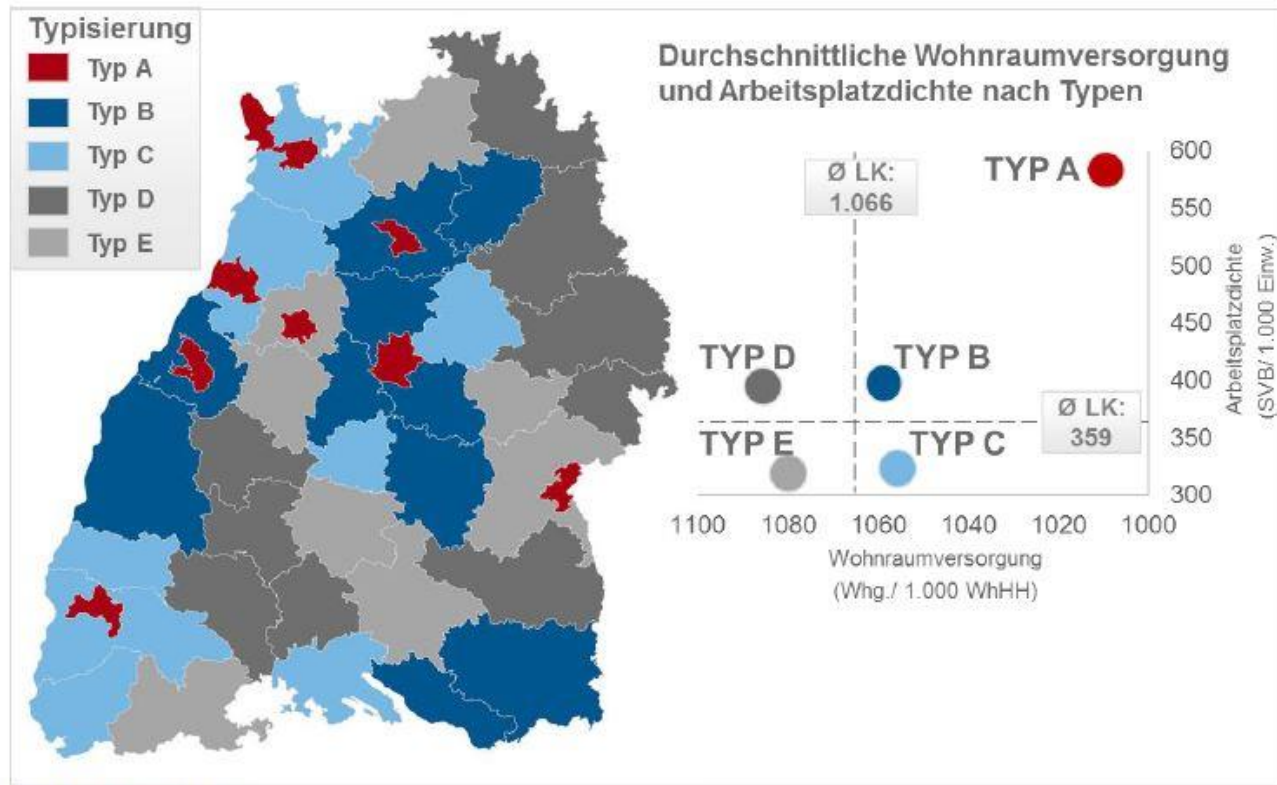 Typisierung
Typ A
Typ B
Typ C
Typ D
Typ E
Durchschnittliche Wohnraumversorgung
und Arbeitsplatzdichte nach Typen
Ø LK:
1.066
TYP A
TYP D
TYP B
Ø LK:
359
TYP E
TYP C
600
550
500
450
400
350
300
Arbeitsplatzdichte
(SVB/ 1.000 Einw.)
1100
1080
1060
1040
1020
1000
Wohnraumversorgung
(Whg./ 1.000 WhHH)